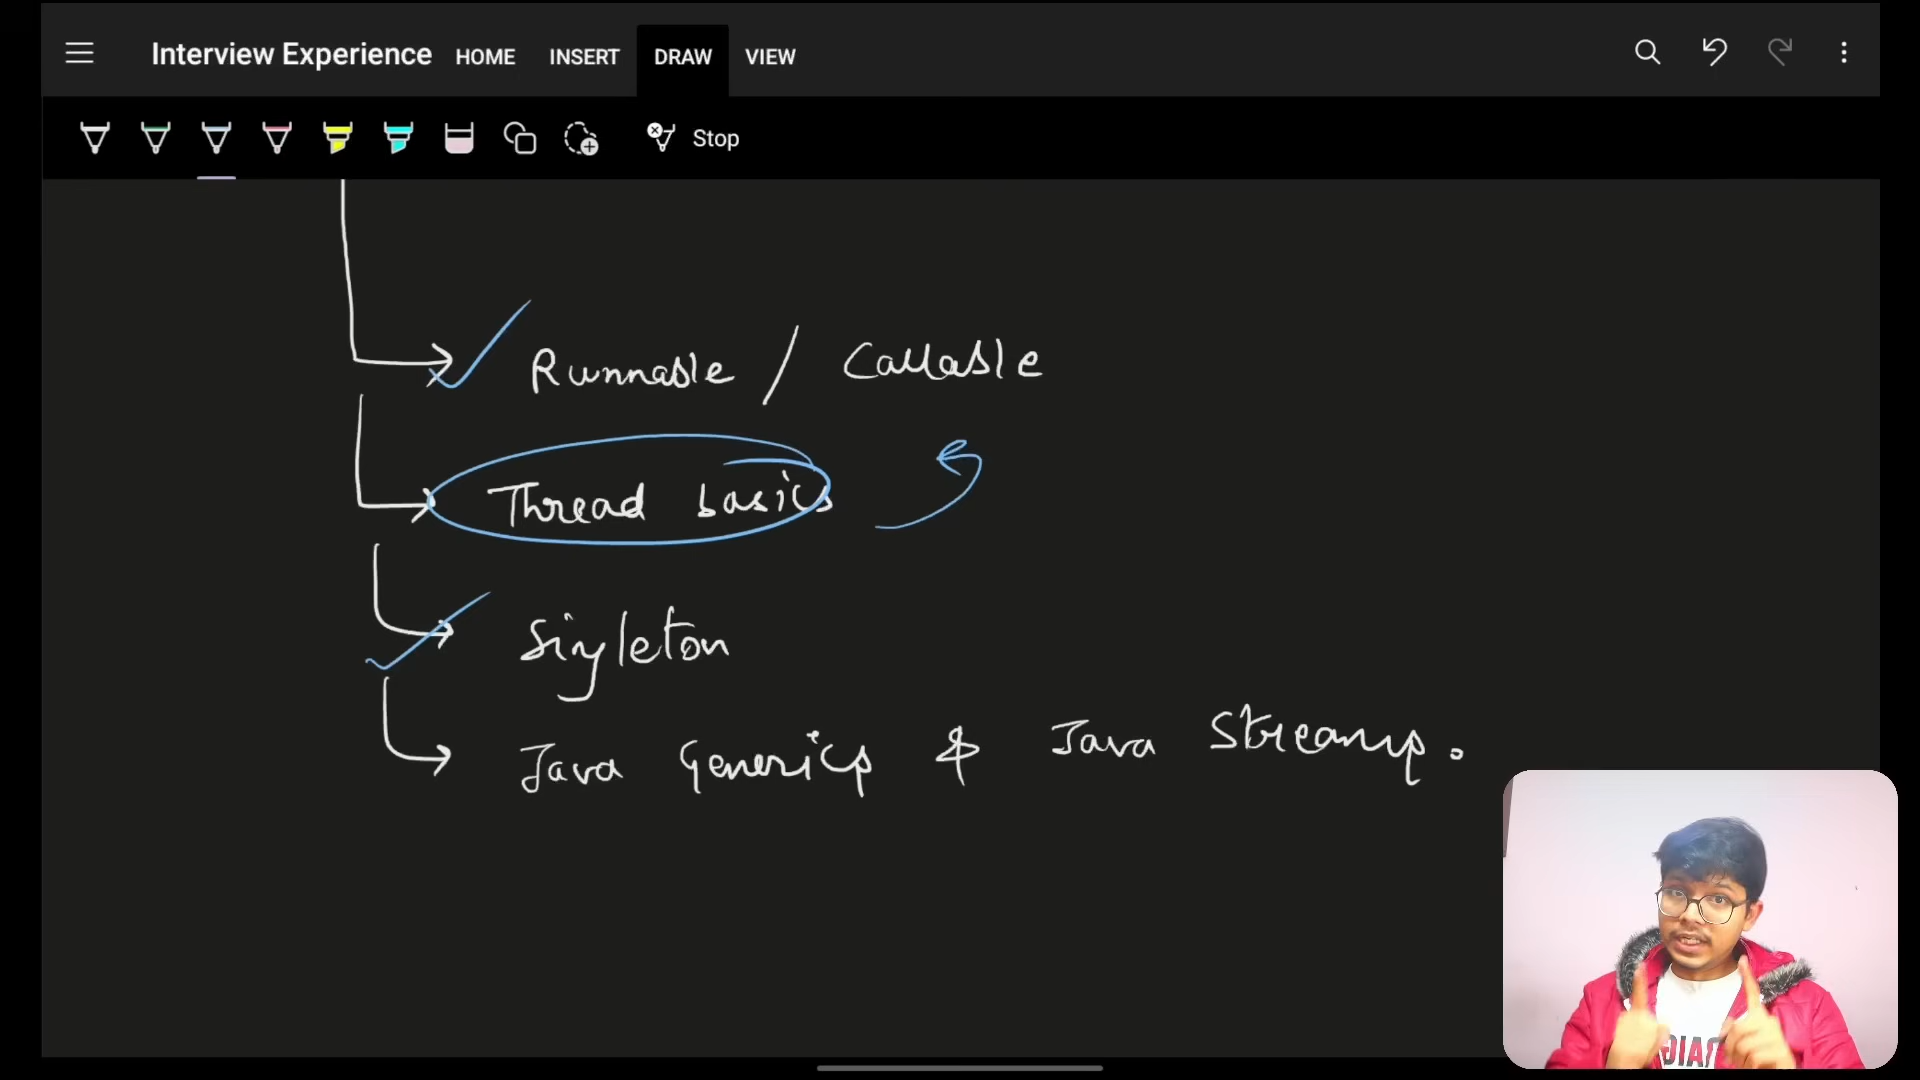 Interview Experience HOME INSERT DRAW VIEW
Stop
Runnable / Callable
Thread basics
Singleton
Java Generics & Java Streams.